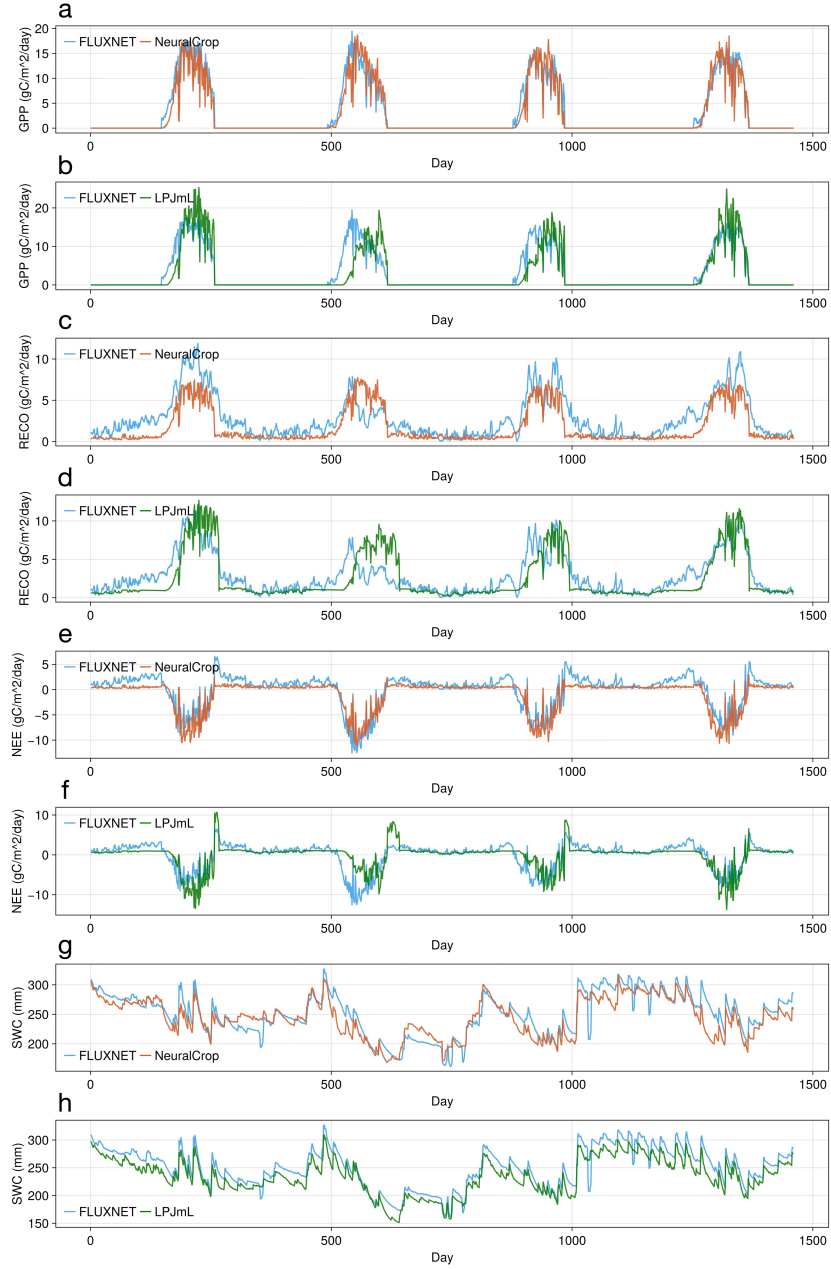 a
GPP (gC/m^2/day)
FLUXNET NeuralCrop
20
15
10
5
0
0 500 1000 1500
Day
b
GPP (gC/m^2/day)
FLUXNET LPJmL
20
10
0
0 500 1000 1500
Day
c
RECO (gC/m^2/day)
FLUXNET NeuralCrop
10
5
0
0 500 1000 1500
Day
d
RECO (gC/m^2/day)
FLUXNET LPJmL
10
5
0
0 500 1000 1500
Day
e
NEE (gC/m^2/day)
FLUXNET NeuralCrop
5
0
−5
−10
0 500 1000 1500
Day
f
NEE (gC/m^2/day)
FLUXNET LPJmL
10
0
−10
0 500 1000 1500
Day
g
SWC (mm)
300
250
200
FLUXNET NeuralCrop
0 500 1000 1500
Day
h
SWC (mm)
300
250
200
150
FLUXNET LPJmL
0 500 1000 1500
Day